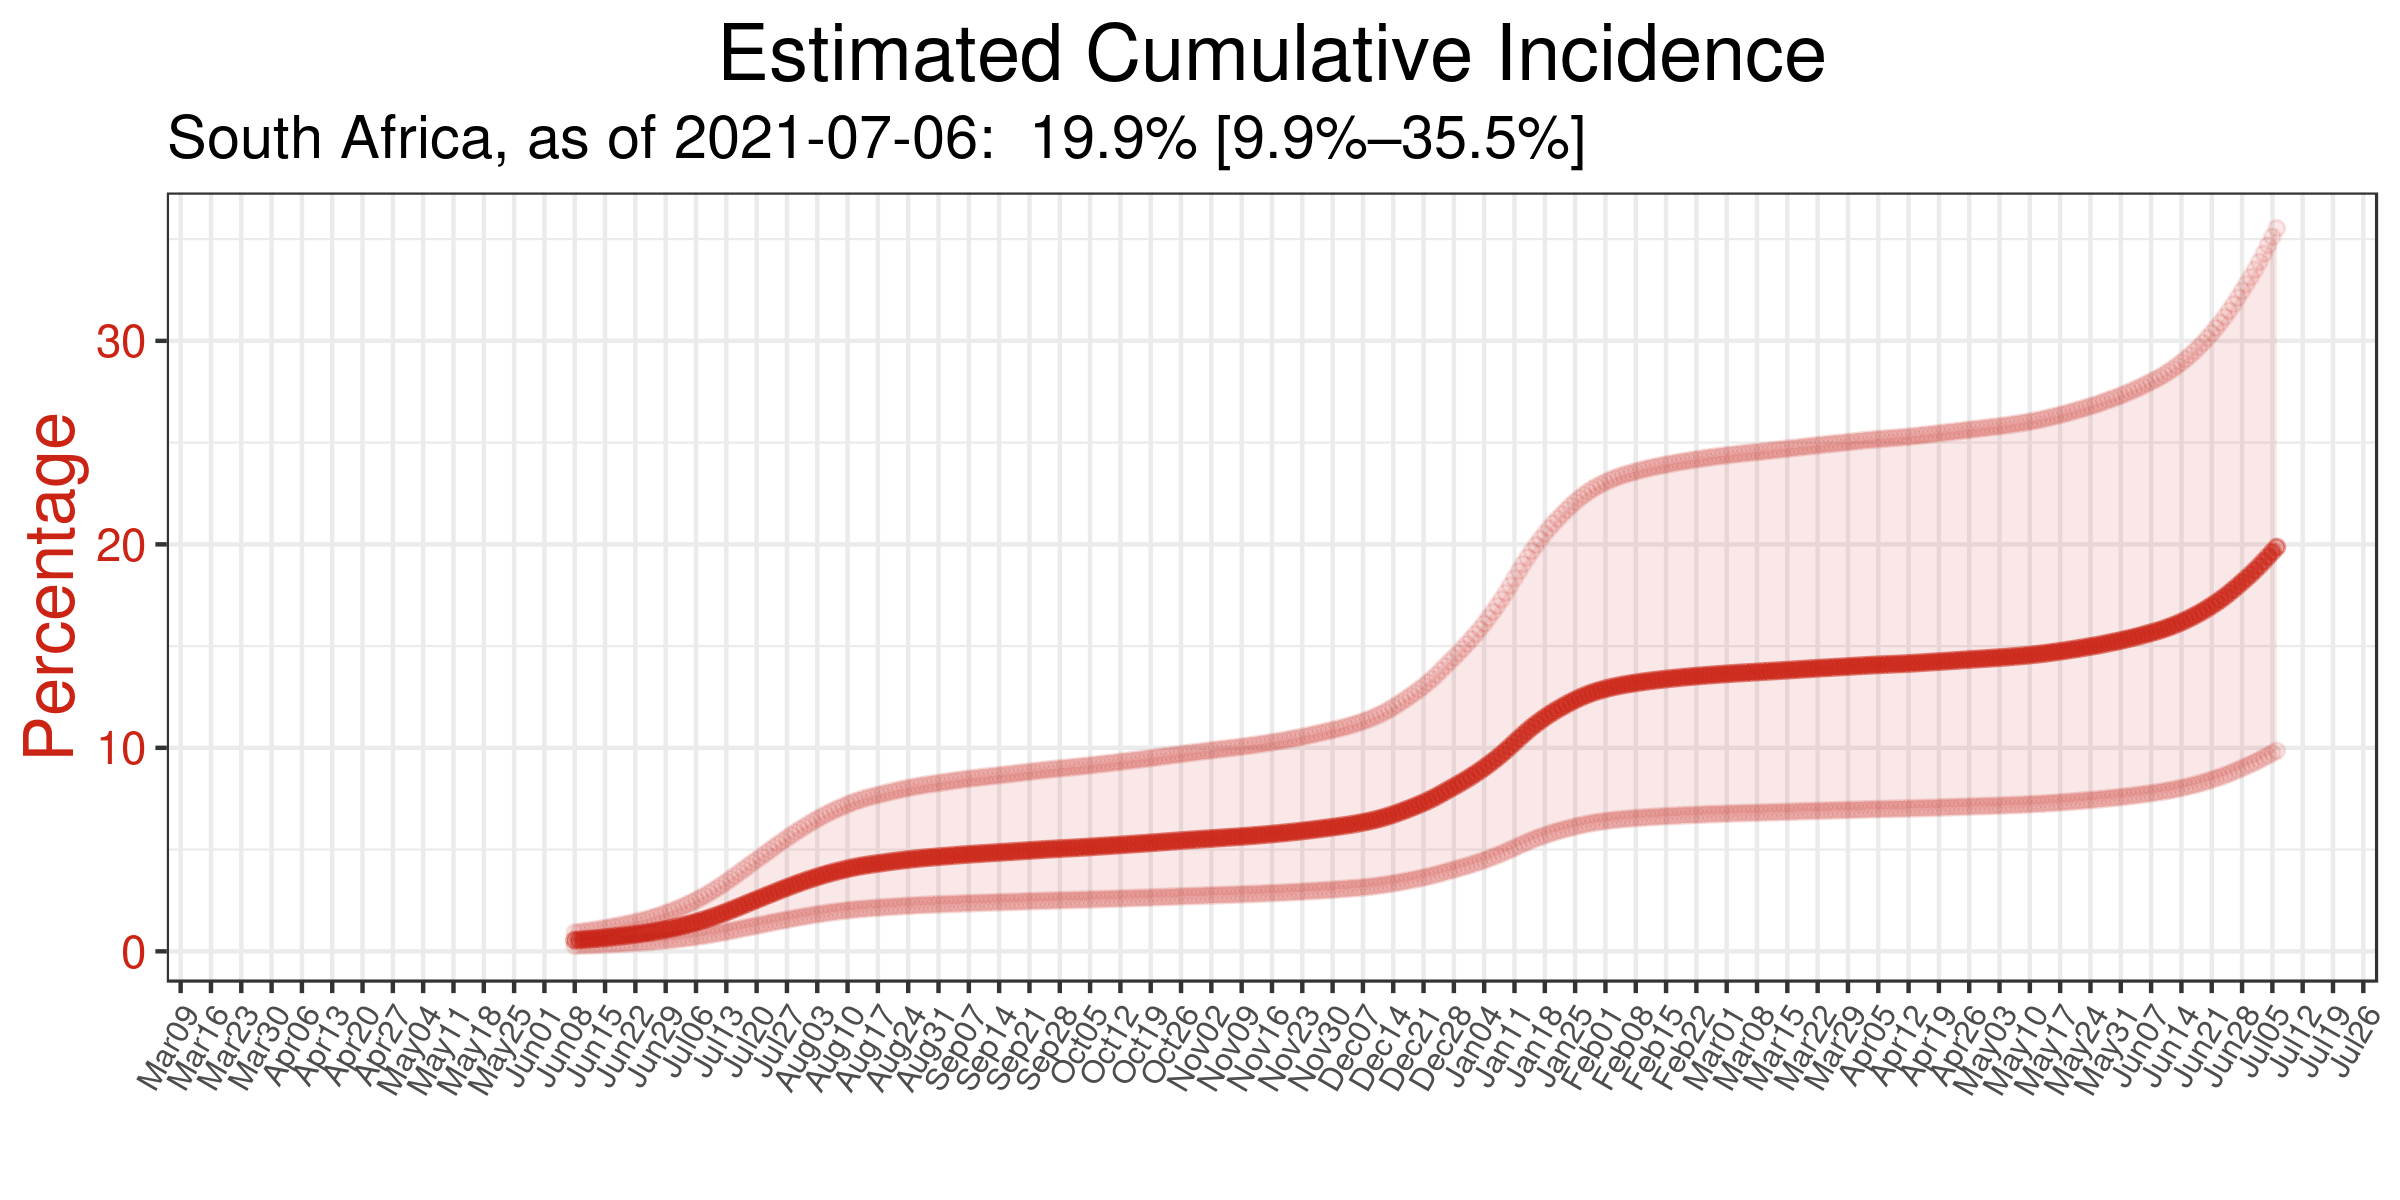 Estimated Cumulative Incidence
South Africa, as of 2021-07-06:  19.9% [9.9%–35.5%]
Percentage
30
20
10
0
Mar09
Mar16
Mar23
Mar30
Apr06
Apr13
Apr20
Apr27
May04
May11
May18
May25
Jun01
Jun08
Jun15
Jun22
Jun29
Jul06
Jul13
Jul20
Jul27
Aug03
Aug10
Aug17
Aug24
Aug31
Sep07
Sep14
Sep21
Sep28
Oct05
Oct12
Oct19
Oct26
Nov02
Nov09
Nov16
Nov23
Nov30
Dec07
Dec14
Dec21
Dec28
Jan04
Jan11
Jan18
Jan25
Feb01
Feb08
Feb15
Feb22
Mar01
Mar08
Mar15
Mar22
Mar29
Apr05
Apr12
Apr19
Apr26
May03
May10
May17
May24
May31
Jun07
Jun14
Jun21
Jun28
Jul05
Jul12
Jul19
Jul26